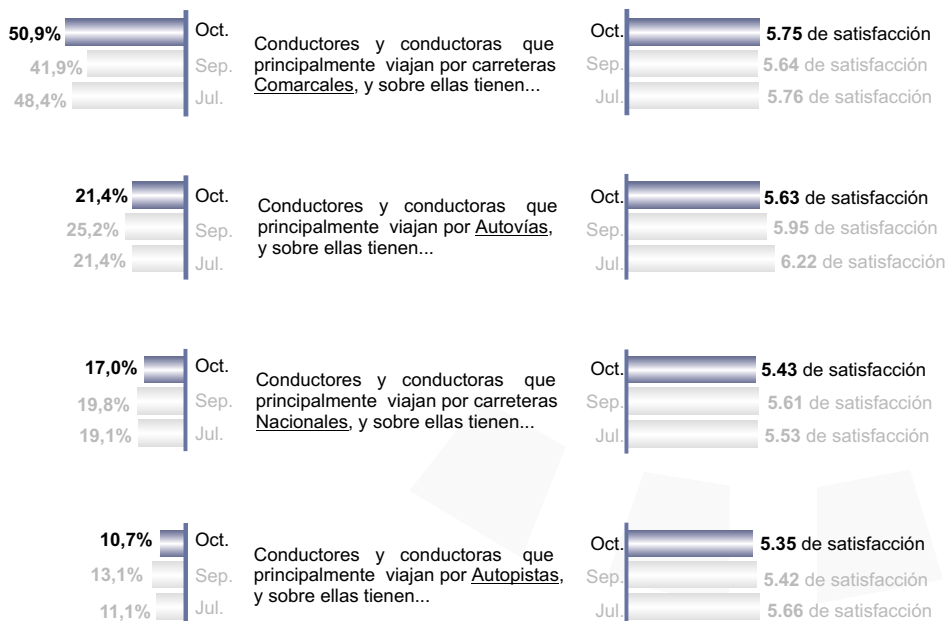 50,9% Oct.
41,9% Sep.
48,4% Jul.
Conductores y conductoras que
principalmente viajan por carreteras
Comarcales, y sobre ellas tienen...
Oct. 5.75 de satisfacción
Sep. 5.64 de satisfacción
Jul. 5.76 de satisfacción
21,4% Oct.
25,2% Sep.
21,4% Jul.
Conductores y conductoras que
principalmente viajan por Autovías,
y sobre ellas tienen...
Oct. 5.63 de satisfacción
Sep. 5.95 de satisfacción
Jul. 6.22 de satisfacción
17,0% Oct.
19,8% Sep.
19,1% Jul.
Conductores y conductoras que
principalmente viajan por carreteras
Nacionales, y sobre ellas tienen...
Oct. 5.43 de satisfacción
Sep. 5.61 de satisfacción
Jul. 5.53 de satisfacción
10,7% Oct.
13,1% Sep.
11,1% Jul.
Conductores y conductoras que
principalmente viajan por Autopistas,
y sobre ellas tienen...
Oct. 5.35 de satisfacción
Sep. 5.42 de satisfacción
Jul. 5.66 de satisfacción